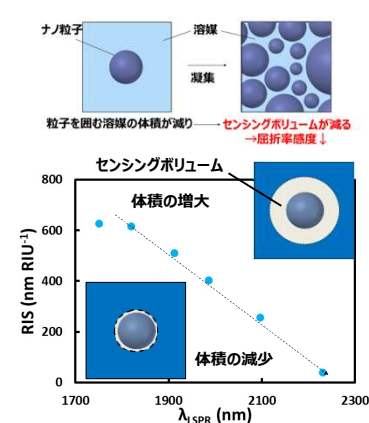 ナノ粒子
溶媒
凝集
粒子を囲む溶媒の体積が減り
センシングボリュームが減る
→屈折率感度↓
センシングボリューム
800
体積の増大
600
RIS (nm RIU⁻¹)
400
200
体積の減少
0
1700
1900
2100
2300
λLSPR (nm)